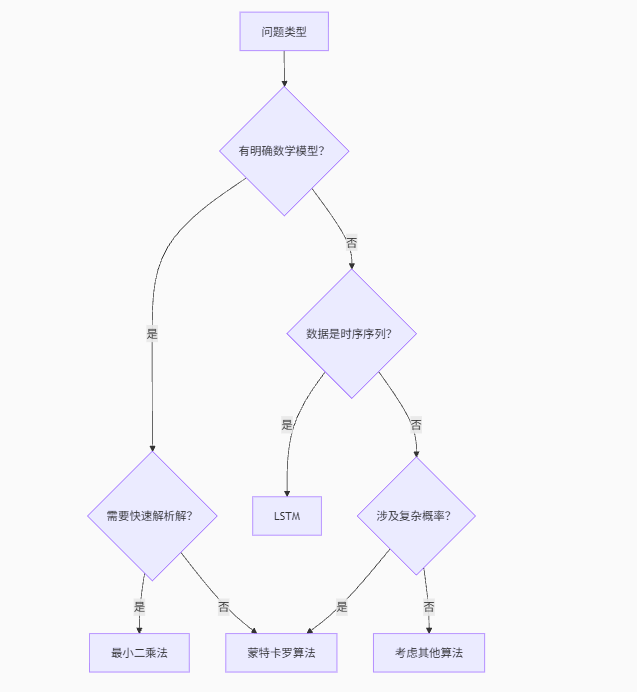 问题类型
有明确数学模型?
否
数据是时序序列?
是
是
否
需要快速解析解?
LSTM
涉及复杂概率?
是
否
是
否
最小二乘法
蒙特卡罗算法
考虑其他算法